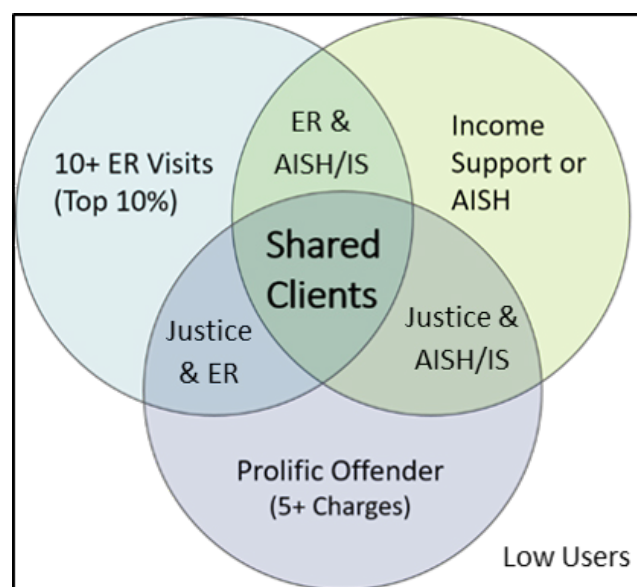 ER &
AISH/IS
10+ ER Visits
(Top 10%)
Income
Support or
AISH
Shared
Clients
Justice
& ER
Justice &
AISH/IS
Prolific Offender
(5+ Charges)
Low Users